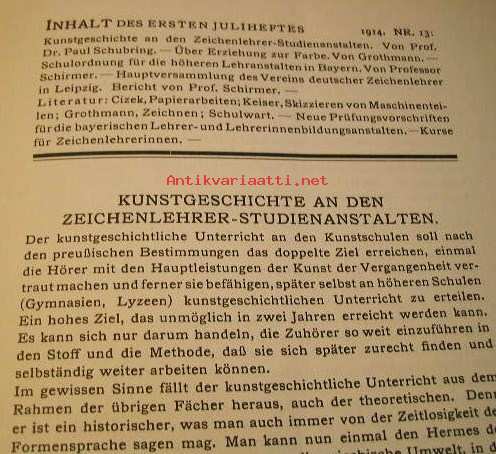 INHALT DES ERSTEN JULIHEFTES 1914. NR. 13:
Kunstgeschichte an den Zeichenlehrer-Studienanstalten. Von Prof.
Dr. Paul Schubring. — Über Erziehung zur Farbe. Von Grothmann. —
Schulordnung für die höheren Lehranstalten in Bayern. Von Professor
Schirmer. — Hauptversammlung des Vereins deutscher Zeichenlehrer
in Leipzig. Bericht von Prof. Schirmer. —
Literatur: Cizek, Papierarbeiten; Keiser, Skizzieren von Maschinentei-
len; Grothmann, Zeichnen; Schulwart. — Neue Prüfungsvorschriften
für die bayerischen Lehrer- und Lehrerinnenbildungsanstalten. — Kurse
für Zeichenlehrerinnen. —
Antikvariaatti.net
KUNSTGESCHICHTE AN DEN
ZEICHENLEHRER-STUDIENANSTALTEN.
Der kunstgeschichtliche Unterricht an den Kunstschulen soll nach
den preußischen Bestimmungen das doppelte Ziel erreichen, einmal
die Hörer mit den Hauptleistungen der Kunst der Vergangenheit ver-
traut machen und ferner sie befähigen, später selbst an höheren Schulen
(Gymnasien, Lyzeen) kunstgeschichtlichen Unterricht zu erteilen.
Ein hohes Ziel, das unmöglich in zwei Jahren erreicht werden kann.
Es kann sich nur darum handeln, die Zuhörer so weit einzuführen in
den Stoff und die Methode, daß sie sich später zurecht finden und
selbständig weiter arbeiten können.
Im gewissen Sinne fällt der kunstgeschichtliche Unterricht aus dem
Rahmen der übrigen Fächer heraus, auch der theoretischen. Denn
er ist ein historischer, was man auch immer von der Zeitlosigkeit de
Formensprache sagen mag. Man kann nun einmal den Hermes de
Umwelt, in d